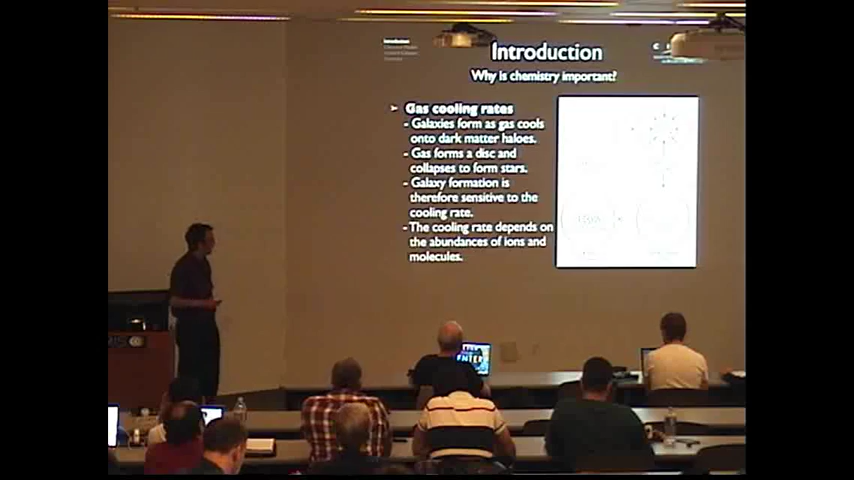 Introduction
Introduction
Why is chemistry important?
➢ Gas cooling rates
- Galaxies form as gas cools
onto dark matter haloes.
- Gas forms a disc and
collapses to form stars.
- Galaxy formation is
therefore sensitive to the
cooling rate.
- The cooling rate depends on
the abundances of ions and
molecules.
ENTER